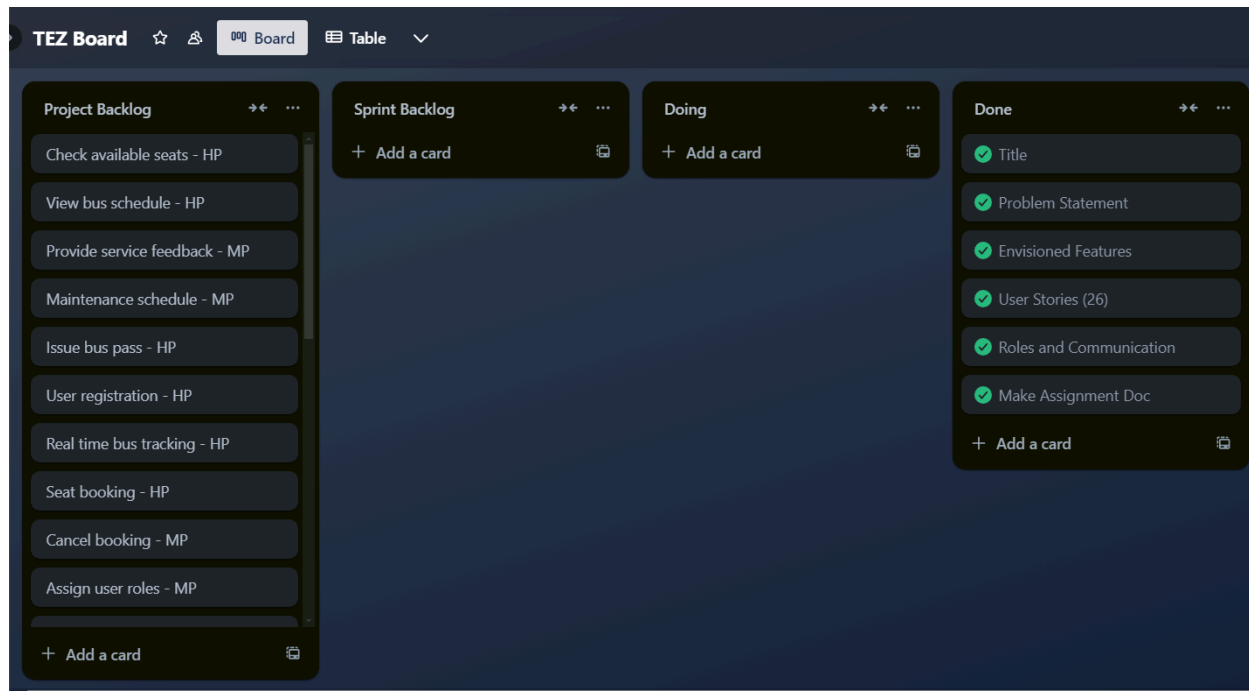 TEZ Board
Board
Table
Project Backlog
Check available seats - HP
View bus schedule - HP
Provide service feedback - MP
Maintenance schedule - MP
Issue bus pass - HP
User registration - HP
Real time bus tracking - HP
Seat booking - HP
Cancel booking - MP
Assign user roles - MP
+ Add a card
Sprint Backlog
+ Add a card
Doing
+ Add a card
Done
Title
Problem Statement
Envisioned Features
User Stories (26)
Roles and Communication
Make Assignment Doc
+ Add a card